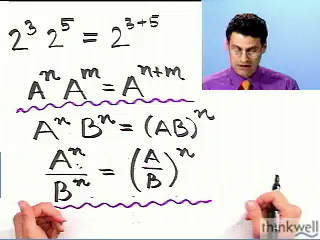 2³ 2⁵ = 2³⁺⁵
Aⁿ Aᵐ = Aⁿ⁺ᵐ
Aⁿ Bⁿ = (AB)ⁿ
Aⁿ/Bⁿ = (A/B)ⁿ
thinkwell